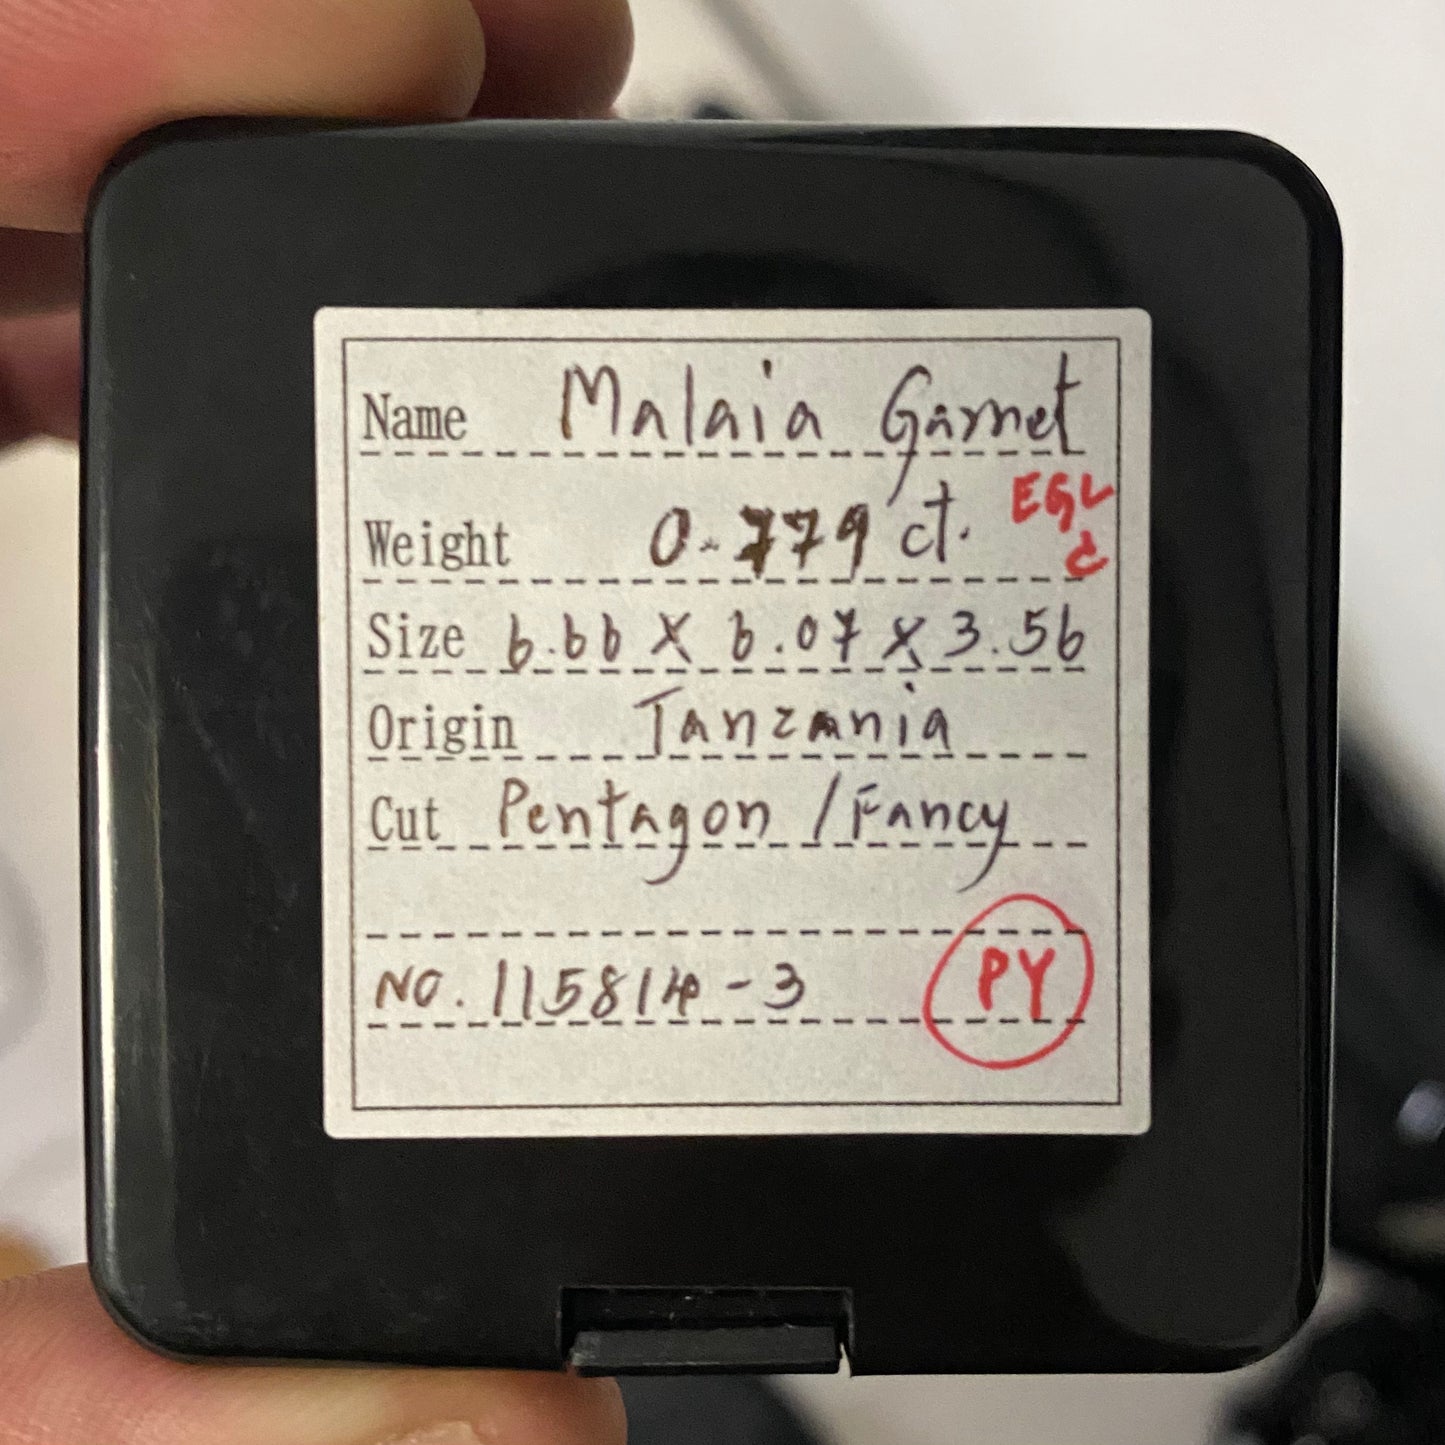 Name Malaia Garnet
Weight 0.779 ct. EGL
c
Size 6.66 X 6.07 X 3.56
Origin Tanzania
Cut Pentagon / Fancy
NO. 115814-3 PY